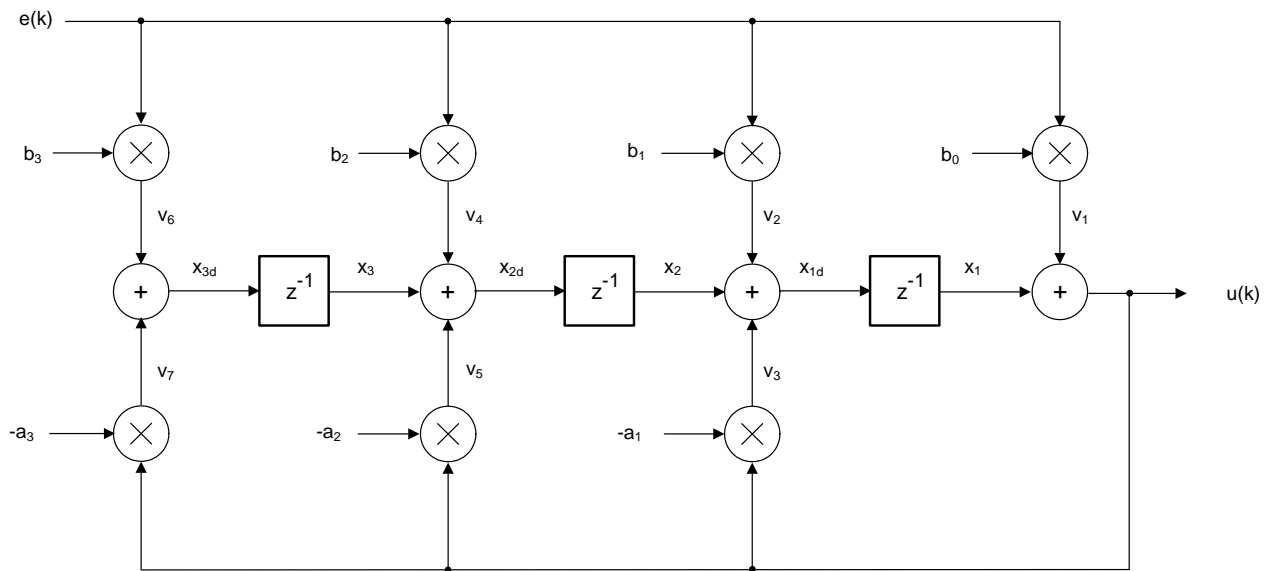 e(k)
b₃
b₂
b₁
b₀
v₆
v₄
v₂
v₁
x₃d
z⁻¹
x₃
+
x₂d
z⁻¹
x₂
+
x₁d
z⁻¹
x₁
+
+
u(k)
v₇
v₅
v₃
-a₃
-a₂
-a₁